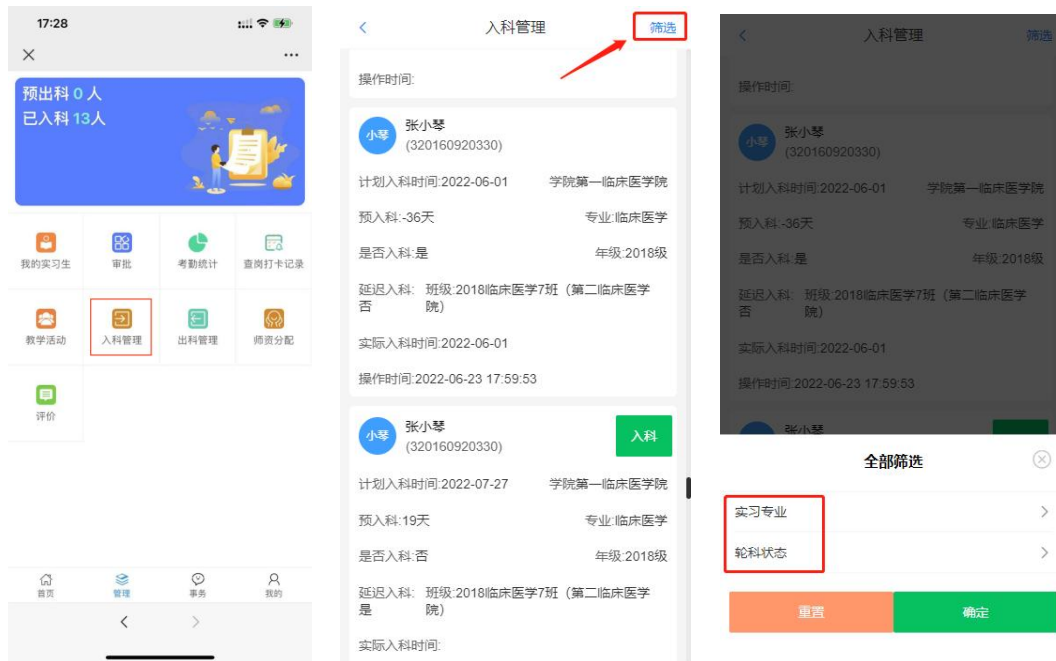 17:28
预出科 0 人
已入科 13人
我的实习生
审批
考勤统计
查岗打卡记录
教学活动
入科管理
出科管理
师资分配
评价
首页
管理
事务
我的
入科管理
筛选
操作时间:
小琴
张小琴
(320160920330)
计划入科时间:2022-06-01
学院第一临床医学院
预入科:-36天
专业:临床医学
是否入科:是
年级:2018级
延迟入科:
否
班级:2018临床医学7班（第二临床医学
院)
实际入科时间:2022-06-01
操作时间:2022-06-23 17:59:53
小琴
张小琴
(320160920330)
入科
计划入科时间:2022-07-27
学院第一临床医学院
预入科:19天
专业:临床医学
是否入科:否
年级:2018级
延迟入科:
是
班级:2018临床医学7班（第二临床医学
院)
实际入科时间:
入科管理
筛选
操作时间:
小琴
张小琴
(320160920330)
计划入科时间:2022-06-01
学院第一临床医学院
预入科:-36天
专业:临床医学
是否入科:是
年级:2018级
延迟入科:
否
班级:2018临床医学7班（第二临床医学
院)
实际入科时间:2022-06-01
操作时间:2022-06-23 17:59:53
张小琴
全部筛选
实习专业
轮科状态
重置
确定